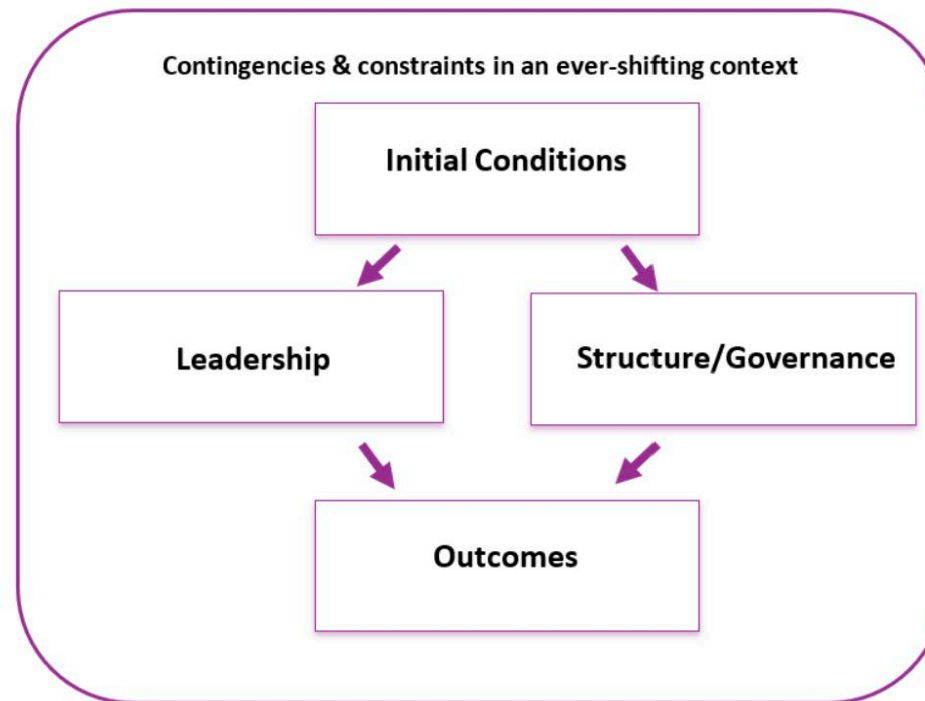 Contingencies & constraints in an ever-shifting context
Initial Conditions
Leadership
Structure/Governance
Outcomes